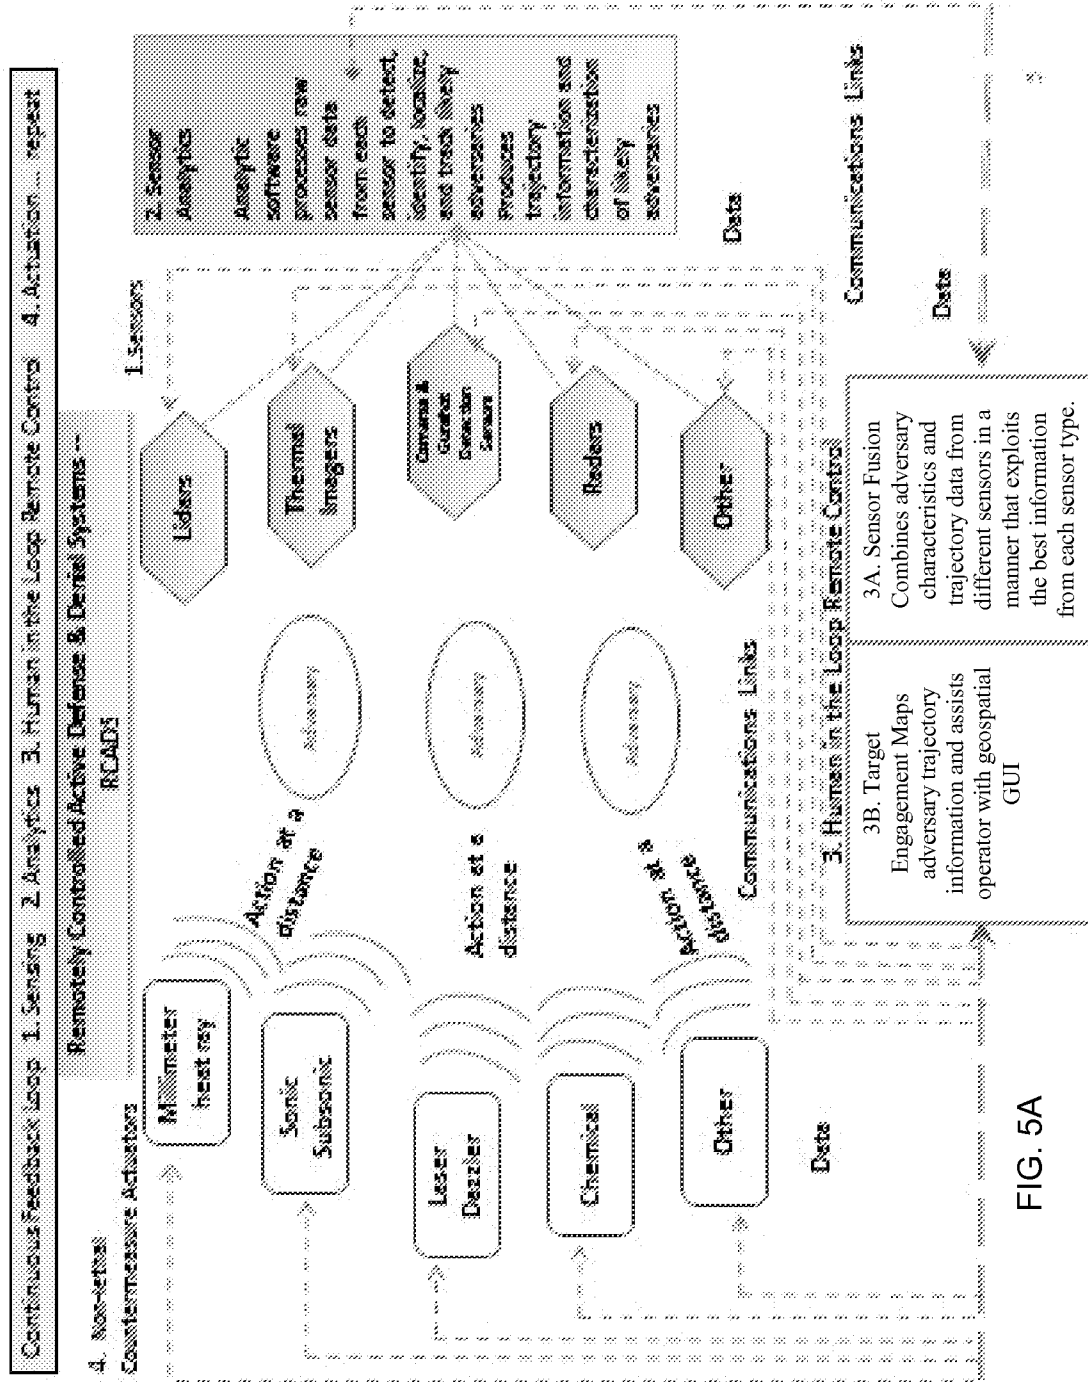 Continuous Feedback Loop 1. Sensing 2. Analytics 3. Human in the Loop Remote Control 4. Actuation ... repeat
Remotely Controlled Active Defense & Denial Systems --
RCADS
4. Non-lethal
Countermeasure Actuators
Millimeter
heat ray
Sonic
Subsonic
Laser
Dazzler
Chemical
Other
Data
Action at a
distance
Action at a
distance
Action at a
distance
Adversary
Adversary
Adversary
Communications Links
1. Sensors
Lidars
Thermal
Imagers
Cameras &
Gunshot
Detection
Sensors
Radars
Other
2. Sensor
Analytics
Analytic
software
processes raw
sensor data
from each
sensor to detect,
identify, localize,
and track likely
adversaries
Produces
trajectory
information and
characterization
of likely
adversaries
Data
Communications Links
Data
3. Human in the Loop Remote Control
3B. Target
Engagement Maps
adversary trajectory
information and assists
operator with geospatial
GUI
3A. Sensor Fusion
Combines adversary
characteristics and
trajectory data from
different sensors in a
manner that exploits
the best information
from each sensor type.
FIG. 5A